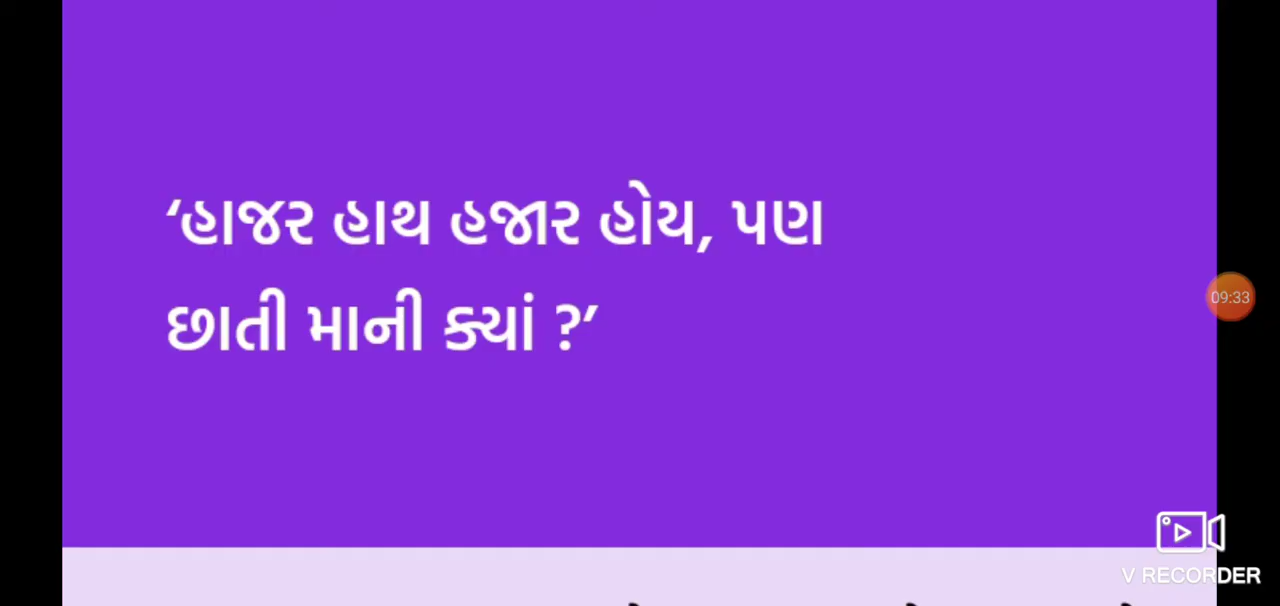 ‘હાજર હાથ હજાર હોય, પણ
છાતી માની ક્યાં ?’
09:33
V RECORDER